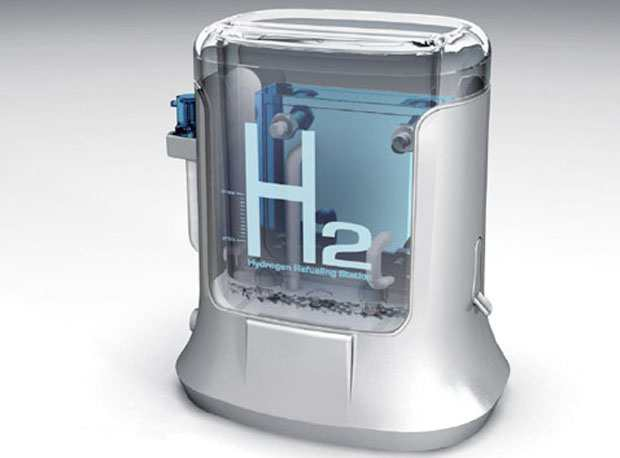 H2
Hydrogen Refueling Station